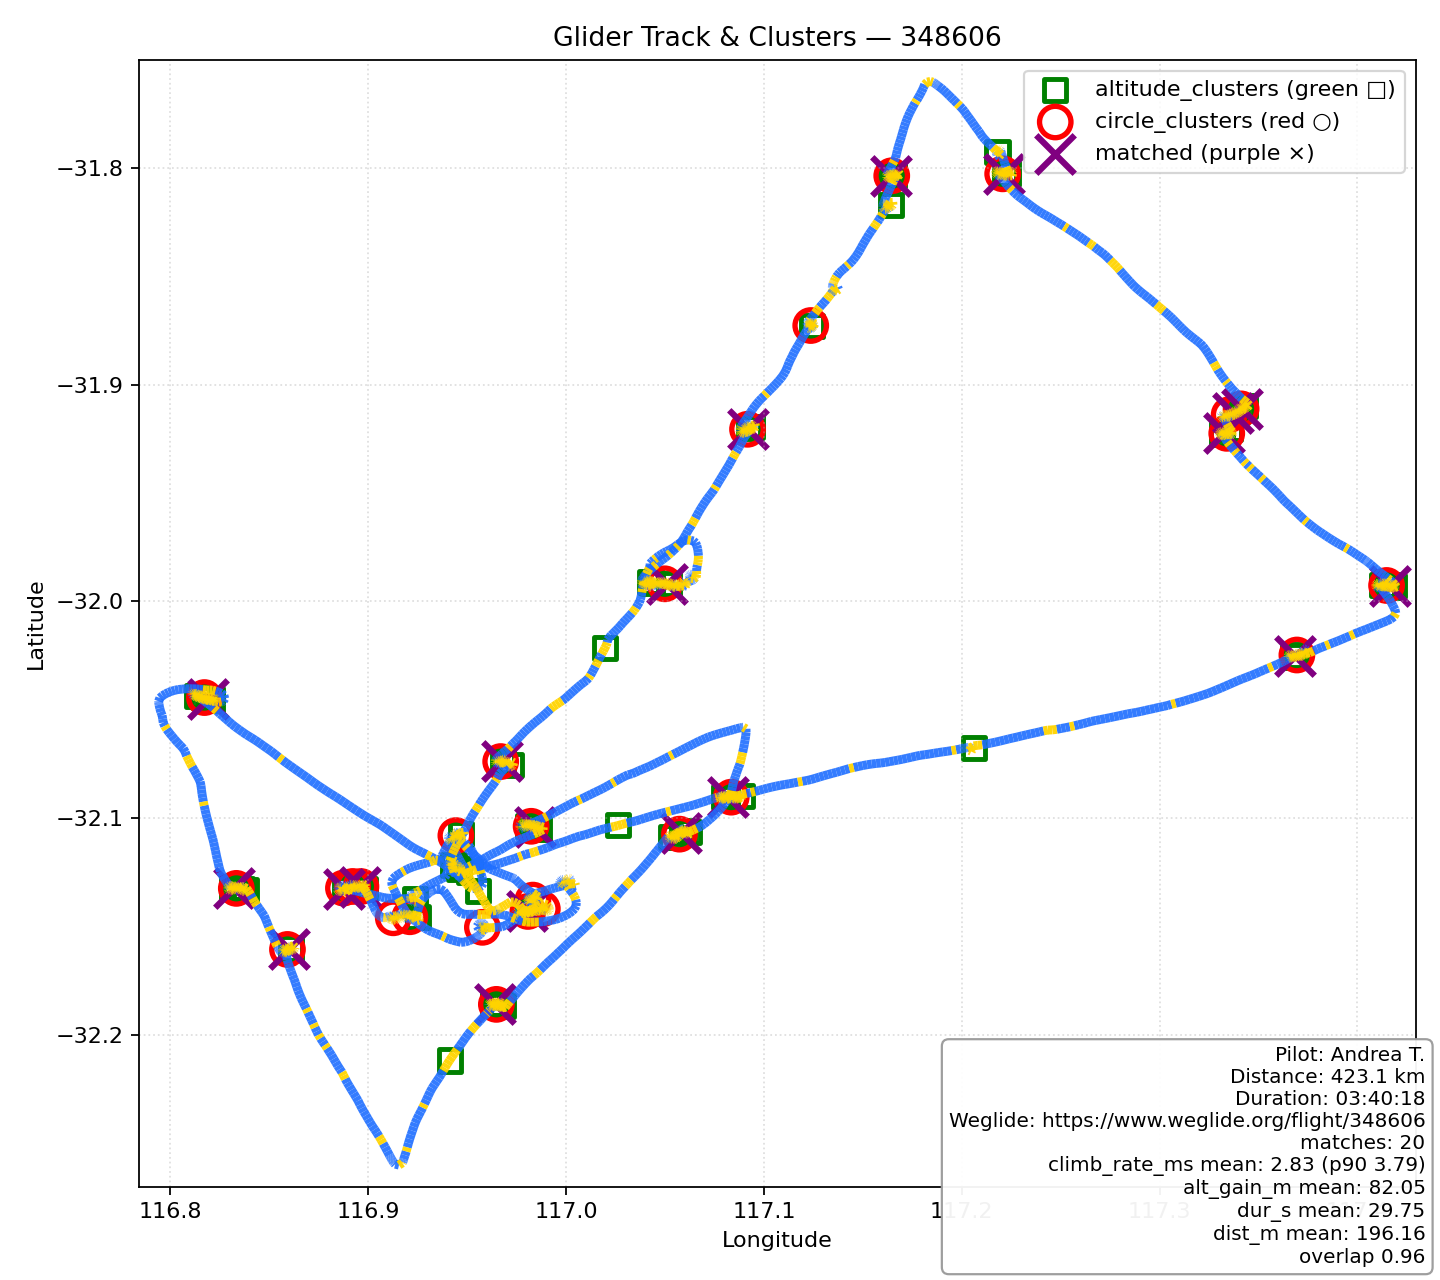 Glider Track & Clusters — 348606
altitude_clusters (green □)
circle_clusters (red ○)
matched (purple ×)
−31.8
−31.9
−32.0
−32.1
−32.2
Latitude
116.8
116.9
117.0
117.1
117.2
117.3
Longitude
Pilot: Andrea T.
Distance: 423.1 km
Duration: 03:40:18
Weglide: https://www.weglide.org/flight/348606
matches: 20
climb_rate_ms mean: 2.83 (p90 3.79)
alt_gain_m mean: 82.05
dur_s mean: 29.75
dist_m mean: 196.16
overlap 0.96